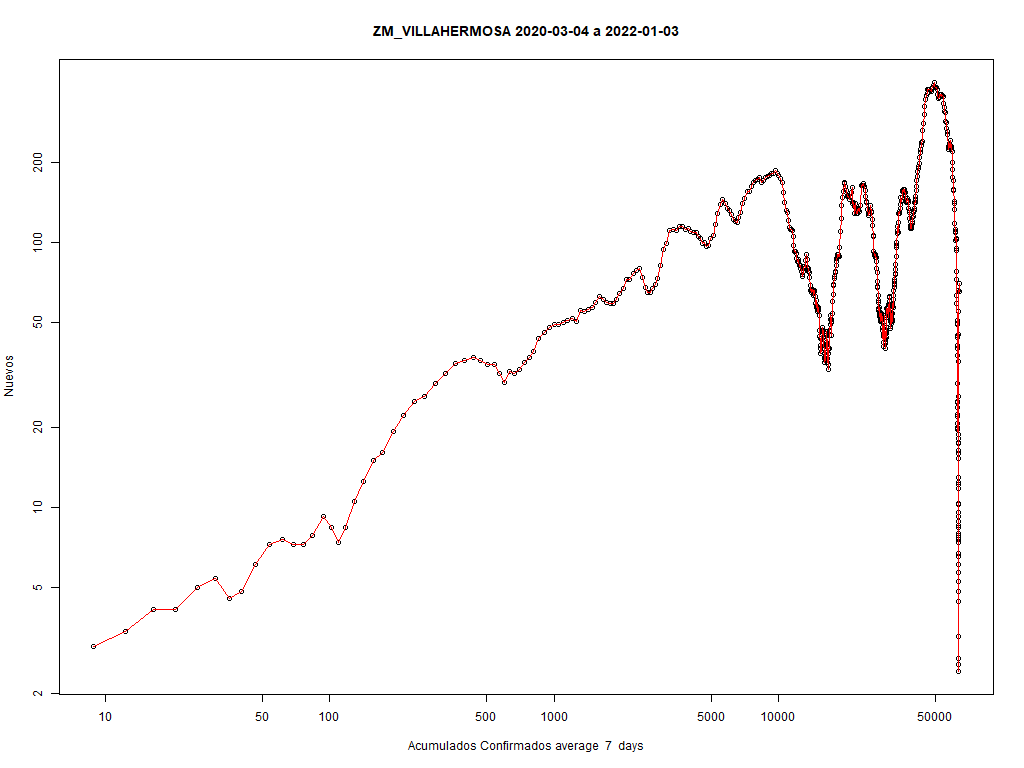 ZM_VILLAHERMOSA 2020-03-04 a 2022-01-03
200
100
50
20
10
5
2
Nuevos
10 50 100 500 1000 5000 10000 50000
Acumulados Confirmados average 7 days